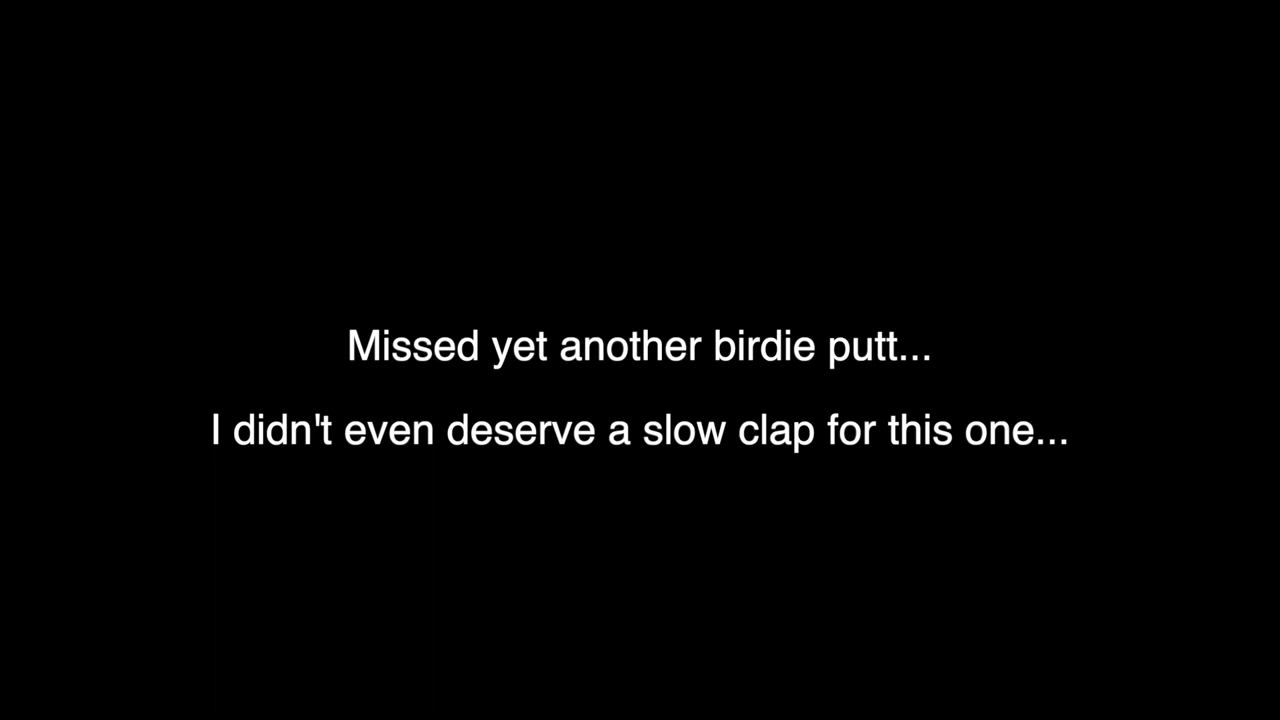 Missed yet another birdie putt...
I didn't even deserve a slow clap for this one...